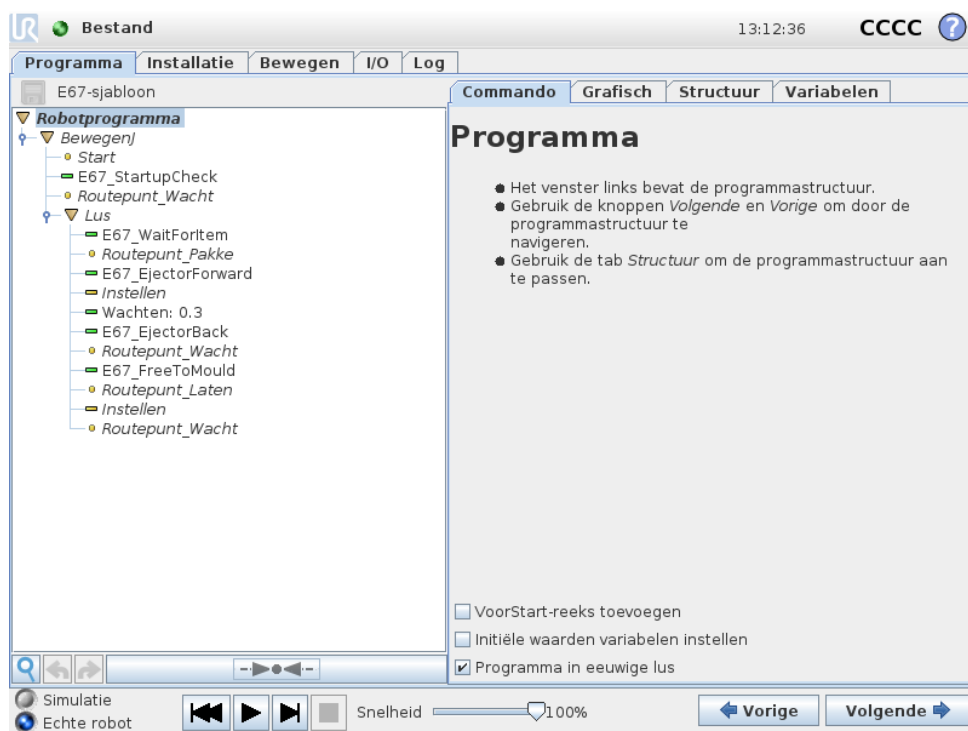 UR Bestand 13:12:36 CCCC ?
Programma Installatie Bewegen I/O Log
E67-sjabloon
Commando Grafisch Structuur Variabelen
Robotprogramma
BewegenJ
Start
E67_StartupCheck
Routepunt_Wacht
Lus
E67_WaitForItem
Routepunt_Pakke
E67_EjectorForward
Instellen
Wachten: 0.3
E67_EjectorBack
Routepunt_Wacht
E67_FreeToMould
Routepunt_Laten
Instellen
Routepunt_Wacht
Programma
Het venster links bevat de programmastructuur.
Gebruik de knoppen Volgende en Vorige om door de
programmastructuur te
navigeren.
Gebruik de tab Structuur om de programmastructuur aan
te passen.
VoorStart-reeks toevoegen
Initiële waarden variabelen instellen
Programma in eeuwige lus
Simulatie
Echte robot
Snelheid 100%
Vorige Volgende